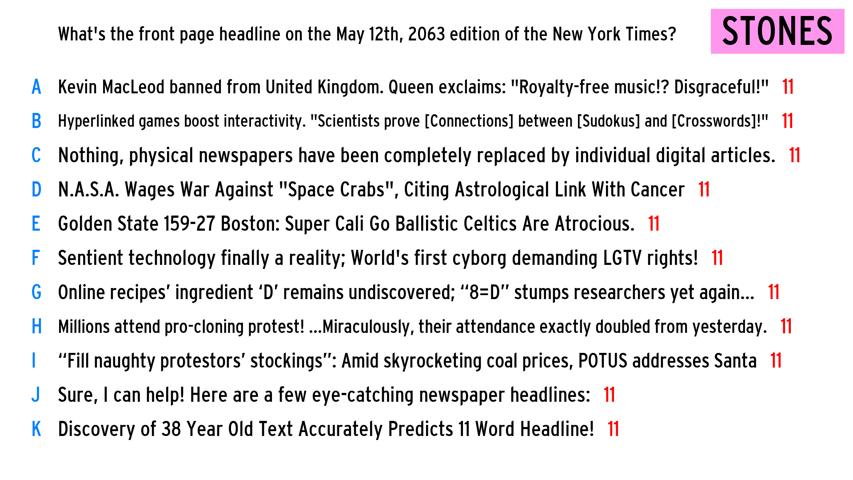 What's the front page headline on the May 12th, 2063 edition of the New York Times?
STONES
A Kevin MacLeod banned from United Kingdom. Queen exclaims: "Royalty-free music!? Disgraceful!" 11
B Hyperlinked games boost interactivity. "Scientists prove [Connections] between [Sudokus] and [Crosswords]!" 11
C Nothing, physical newspapers have been completely replaced by individual digital articles. 11
D N.A.S.A. Wages War Against "Space Crabs", Citing Astrological Link With Cancer 11
E Golden State 159-27 Boston: Super Cali Go Ballistic Celtics Are Atrocious. 11
F Sentient technology finally a reality; World's first cyborg demanding LGTV rights! 11
G Online recipes’ ingredient ‘D’ remains undiscovered; “8=D” stumps researchers yet again... 11
H Millions attend pro-cloning protest! ...Miraculously, their attendance exactly doubled from yesterday. 11
I “Fill naughty protestors’ stockings”: Amid skyrocketing coal prices, POTUS addresses Santa 11
J Sure, I can help! Here are a few eye-catching newspaper headlines: 11
K Discovery of 38 Year Old Text Accurately Predicts 11 Word Headline! 11